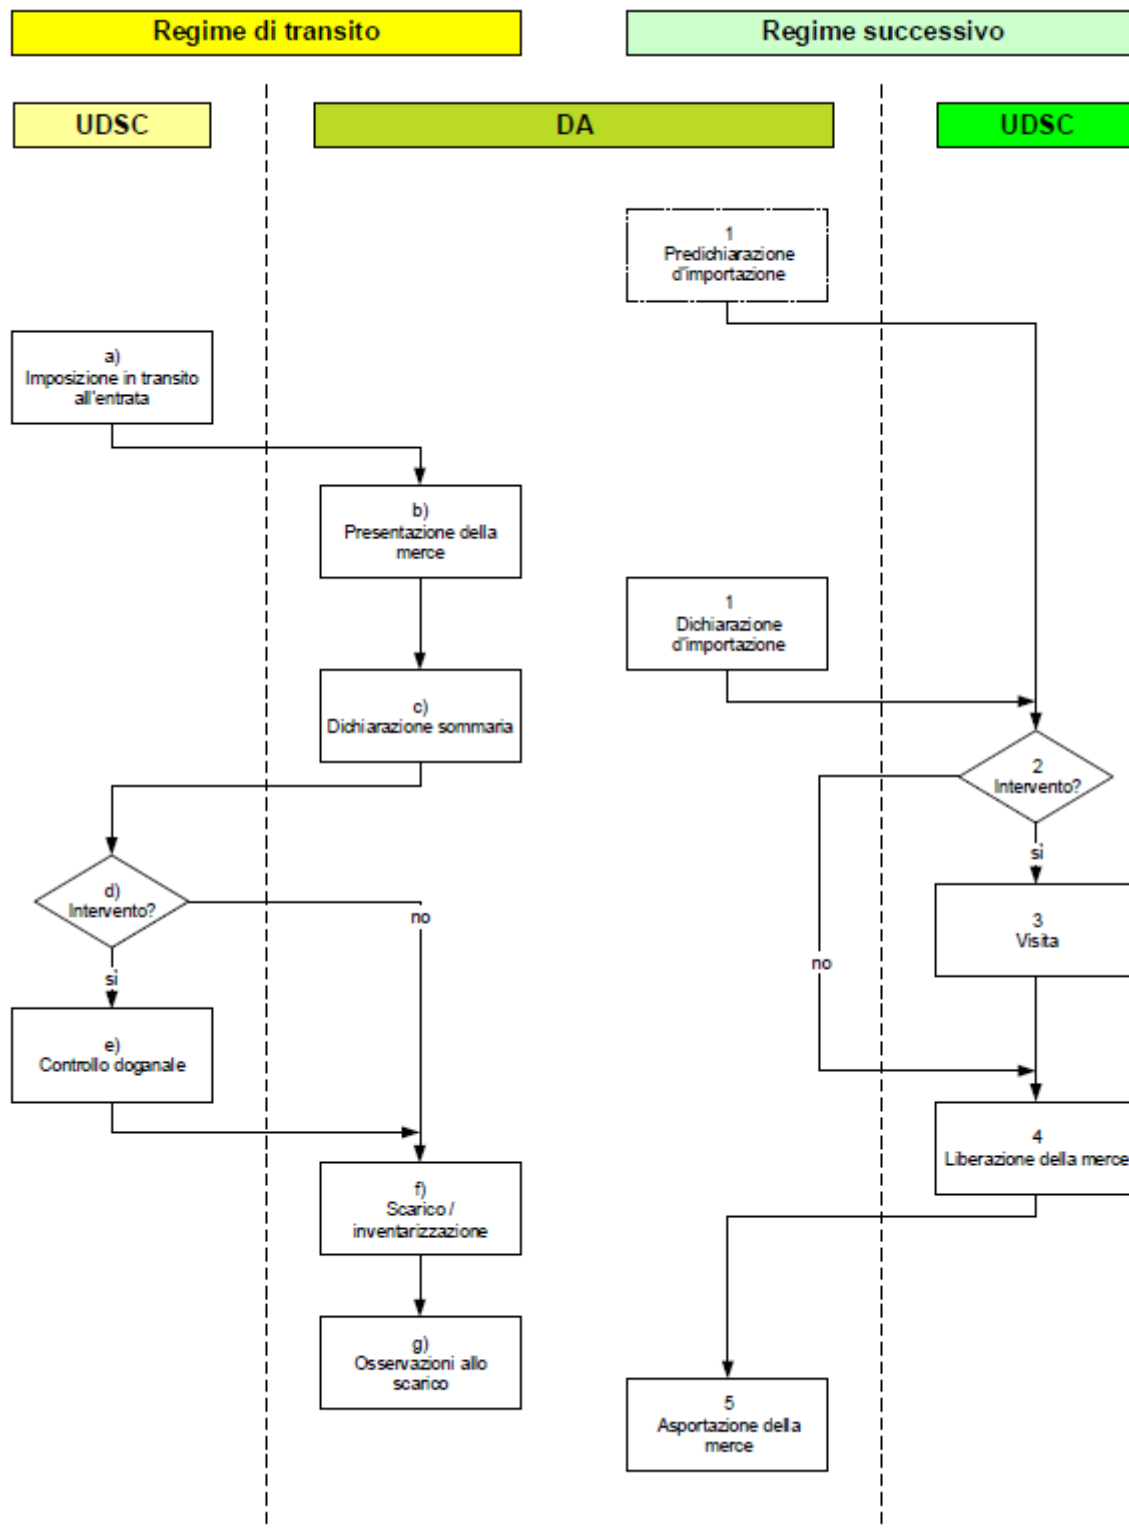 Regime di transito
Regime successivo
UDSC
DA
UDSC
1
Predichiarazione
d'importazione
a)
Imposizione in transito
all'entrata
b)
Presentazione della
merce
1
Dichiarazione
d'importazione
c)
Dichiarazione sommaria
2
Intervento?
sì
d)
Intervento?
no
3
Visita
no
sì
e)
Controllo doganale
4
Liberazione della merce
f)
Scarico /
inventarizzazione
g)
Osservazioni allo
scarico
5
Asportazione della
merce